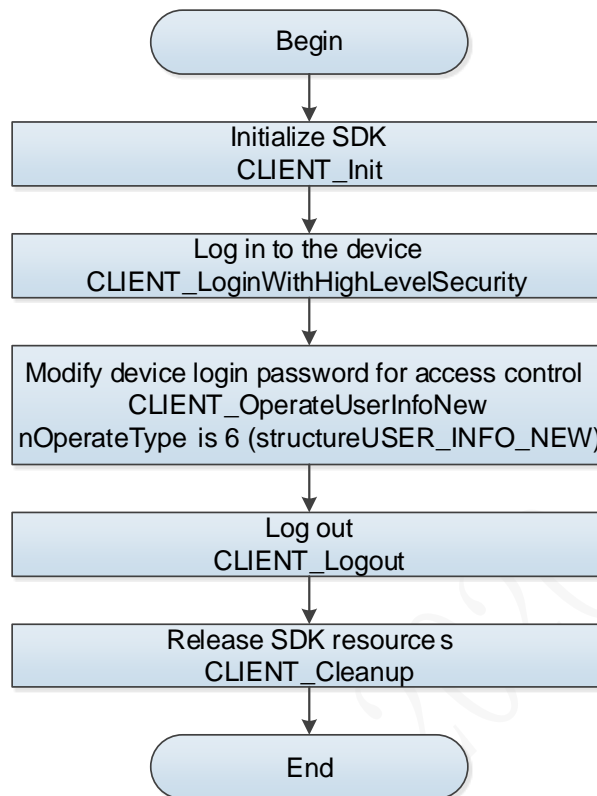 Begin
Initialize SDK
CLIENT_Init
Log in to the device
CLIENT_LoginWithHighLevelSecurity
Modify device login password for access control
CLIENT_OperateUserInfoNew
nOperateType is 6 (structureUSER_INFO_NEW)
Log out
CLIENT_Logout
Release SDK resources
CLIENT_Cleanup
End